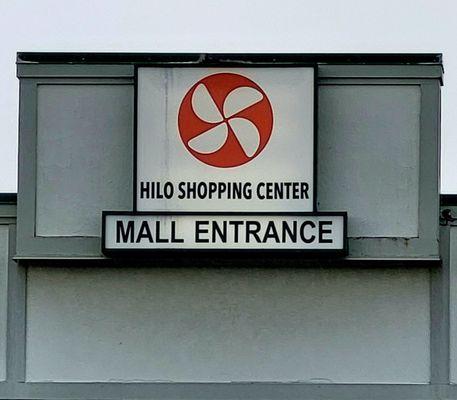 HILO SHOPPING CENTER
MALL ENTRANCE